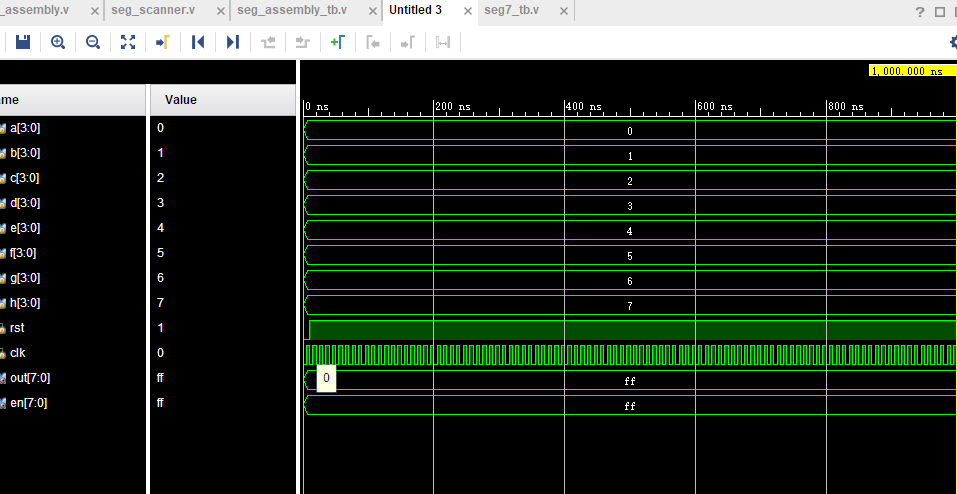 _assembly.v seg_scanner.v seg_assembly_tb.v Untitled 3 seg7_tb.v
?
1,000.000 ns
me Value
0 ns 200 ns 400 ns 600 ns 800 ns
a[3:0] 0 0
b[3:0] 1 1
c[3:0] 2 2
d[3:0] 3 3
e[3:0] 4 4
f[3:0] 5 5
g[3:0] 6 6
h[3:0] 7 7
rst 1
clk 0
out[7:0] ff 0 ff
en[7:0] ff ff